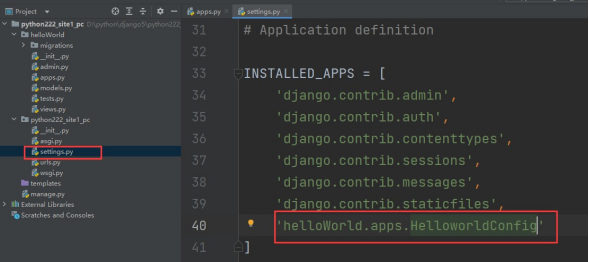 Project
python222_site1_pc G:\python\django5\python222
helloWorld
migrations
__init__.py
admin.py
apps.py
models.py
tests.py
views.py
python222_site1_pc
__init__.py
asgi.py
settings.py
urls.py
wsgi.py
templates
manage.py
External Libraries
Scratches and Consoles
apps.py × settings.py ×
31 # Application definition
32
33 INSTALLED_APPS = [
34 'django.contrib.admin',
35 'django.contrib.auth',
36 'django.contrib.contenttypes',
37 'django.contrib.sessions',
38 'django.contrib.messages',
39 'django.contrib.staticfiles',
40 'helloWorld.apps.HelloworldConfig'
41 ]